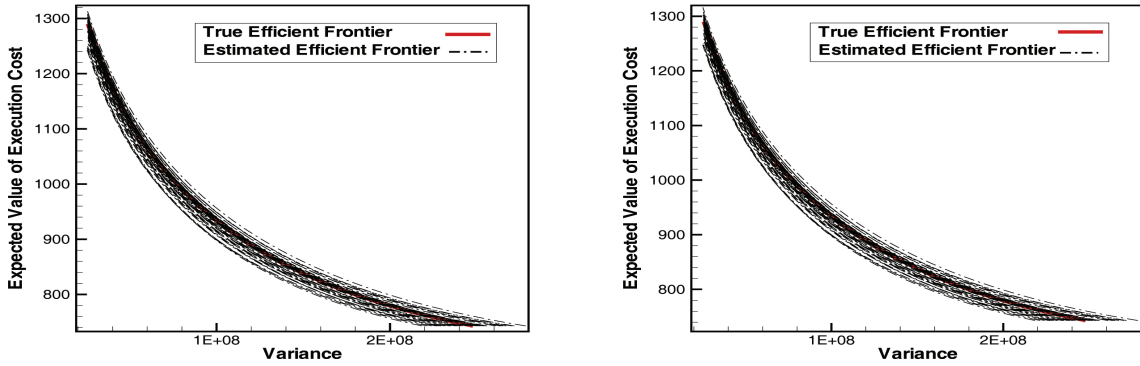 1300
1200
1100
1000
900
800
Expected Value of Execution Cost
True Efficient Frontier
Estimated Efficient Frontier
1E+08
2E+08
Variance
1300
1200
1100
1000
900
800
Expected Value of Execution Cost
True Efficient Frontier
Estimated Efficient Frontier
1E+08
2E+08
Variance